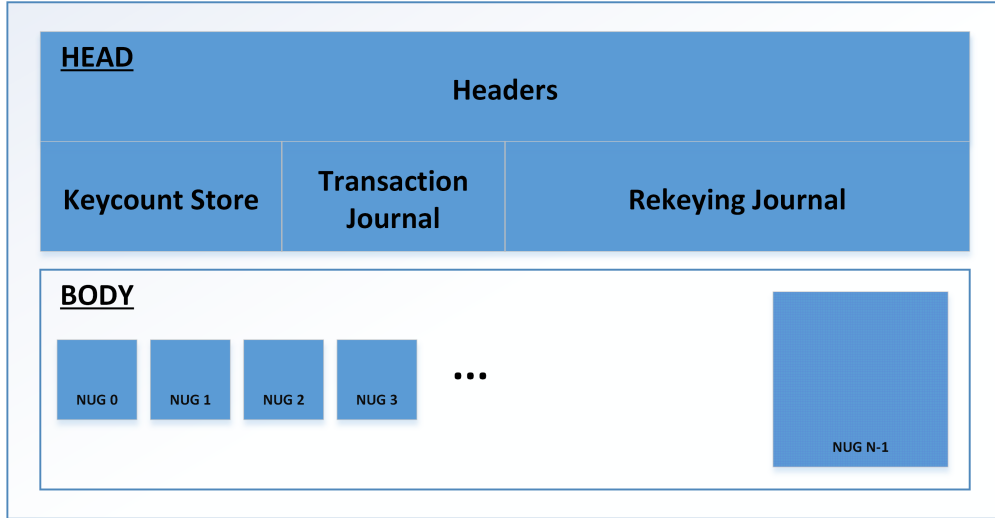 HEAD
Headers
Keycount Store
Transaction
Journal
Rekeying Journal
BODY
NUG 0
NUG 1
NUG 2
NUG 3
...
NUG N-1